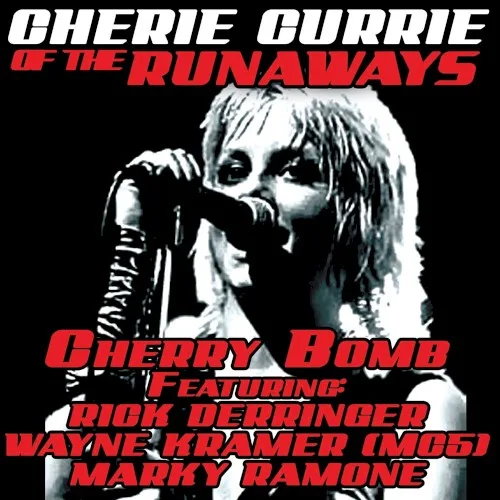 CHERIE CURRIE
OF THE RUNAWAYS
CHERRY BOMB
FEATURING:
RICK DERRINGER
WAYNE KRAMER (MC5)
MARKY RAMONE